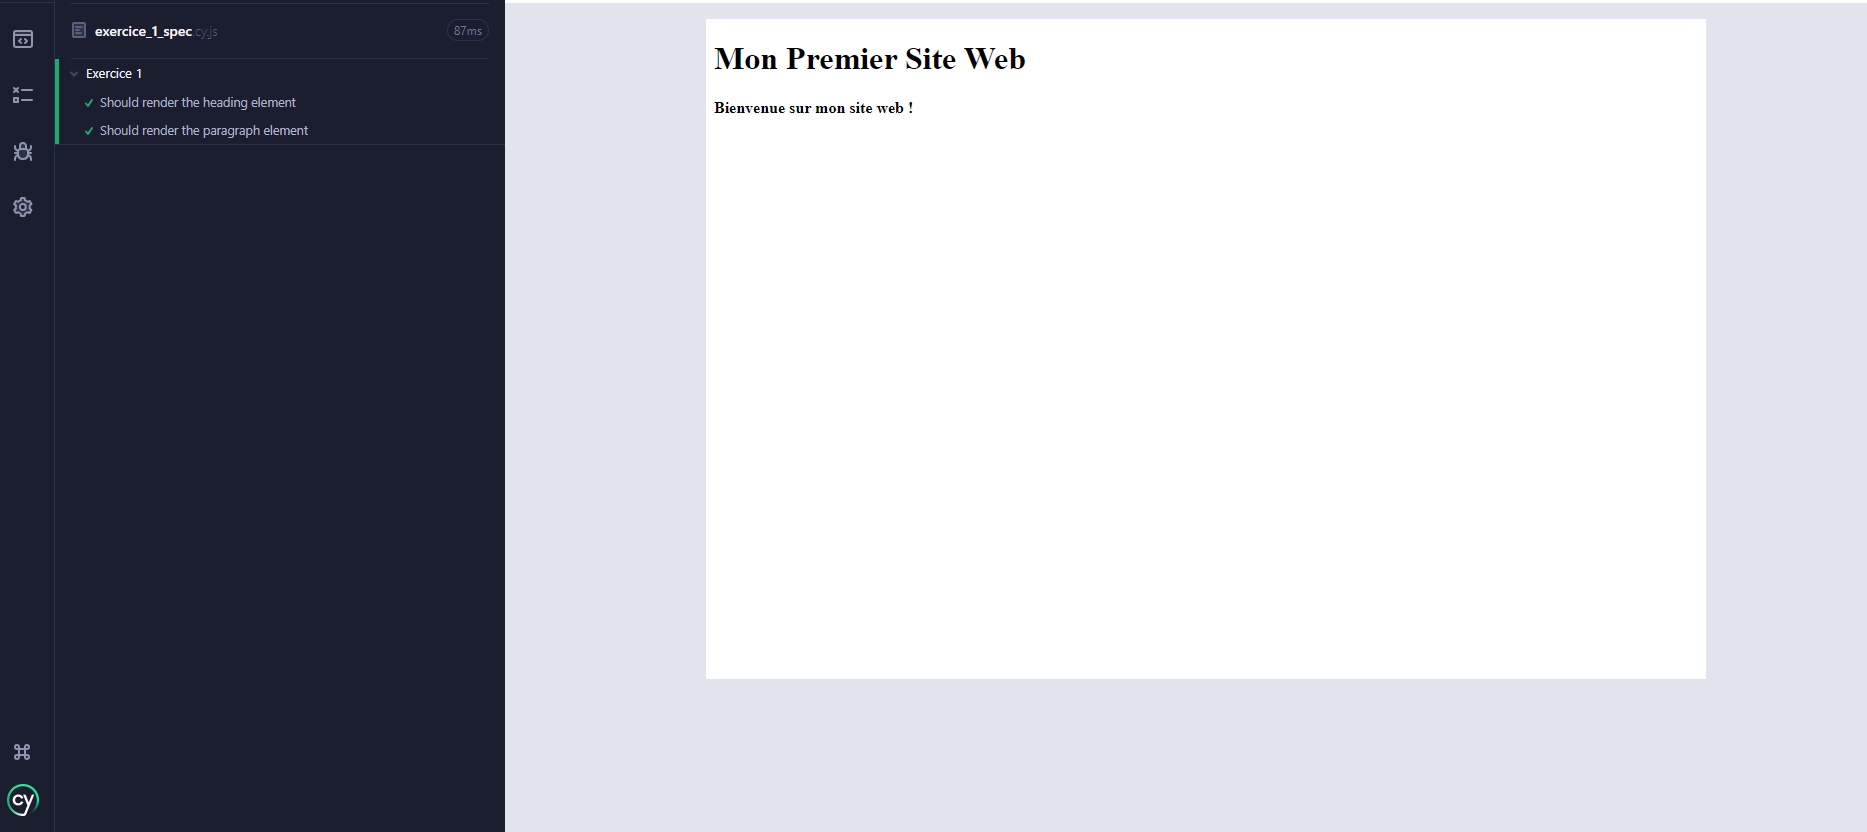 exercice_1_spec.cy.js
87ms
Exercice 1
Should render the heading element
Should render the paragraph element
cy
Mon Premier Site Web
Bienvenue sur mon site web !